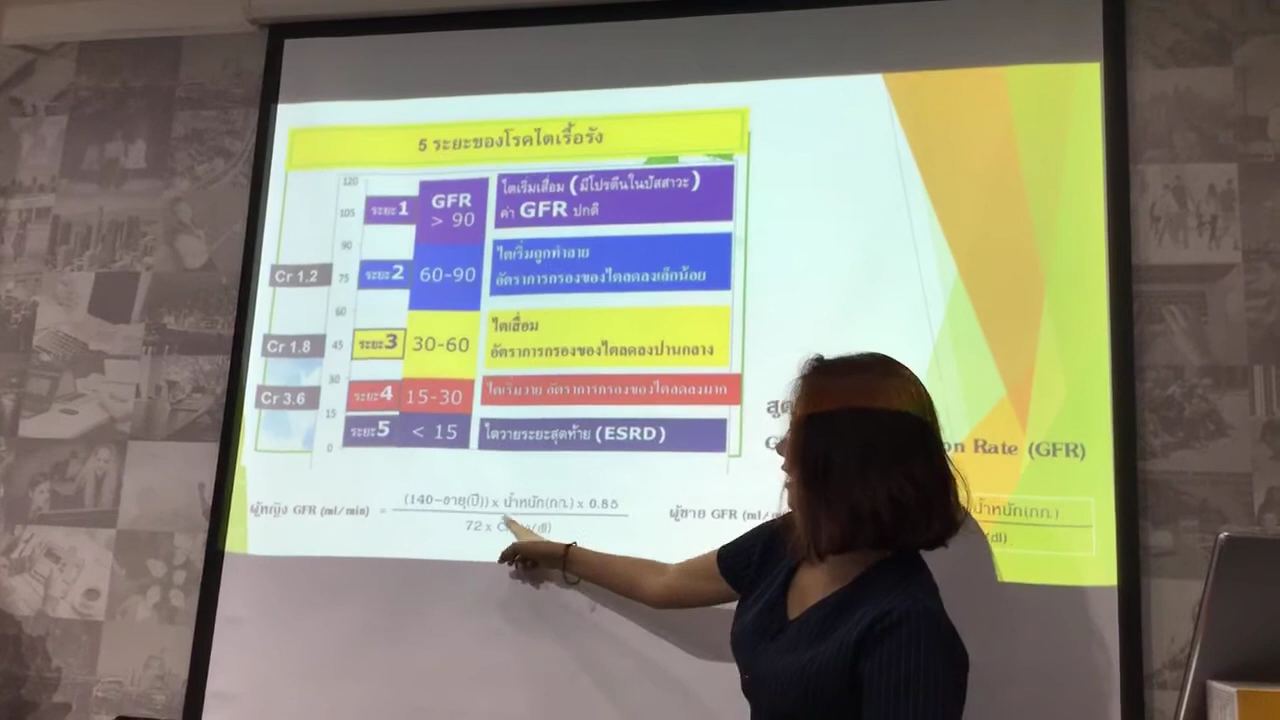 5 ระยะของโรคไตเรื้อรัง
120
105
90
75
60
45
30
15
0
Cr 1.2
Cr 1.8
Cr 3.6
ระยะ1
GFR
> 90
ไตเริ่มเสื่อม (มีโปรตีนในปัสสาวะ)
ค่า GFR ปกติ
ระยะ2
60-90
ไตเริ่มถูกทำลาย
อัตราการกรองของไตลดลงเล็กน้อย
ระยะ3
30-60
ไตเสื่อม
อัตราการกรองของไตลดปานกลาง
ระยะ4
15-30
ไตเริ่มวาย อัตราการกรองของไตลดลงมาก
ระยะ5
< 15
ไตวายระยะสุดท้าย (ESRD)
Rate (GFR)
ผู้หญิง GFR (ml/min) =
(140-อายุ(ปี)) x น้ำหนัก(กก.) x 0.85
72 x
(dl)
ผู้ชาย GFR
น้ำหนัก(กก.)
(dl)